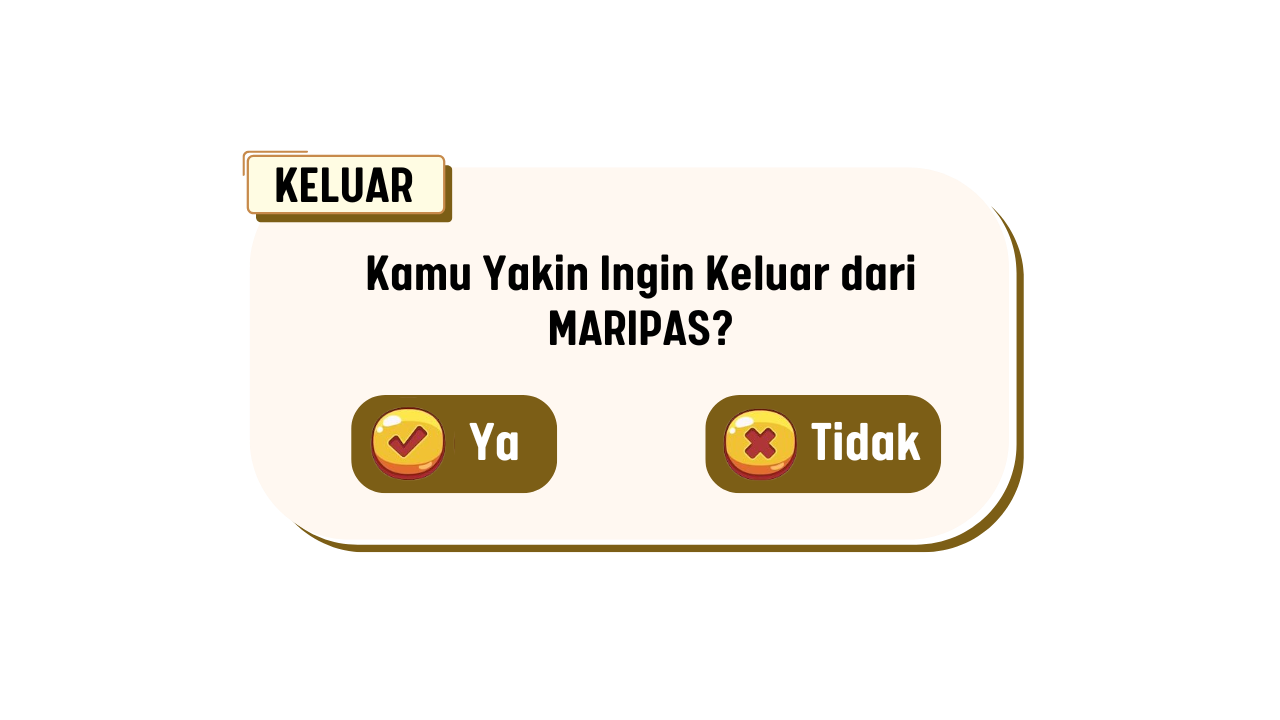 KELUAR
Kamu Yakin Ingin Keluar dari
MARIPAS?
Ya
Tidak